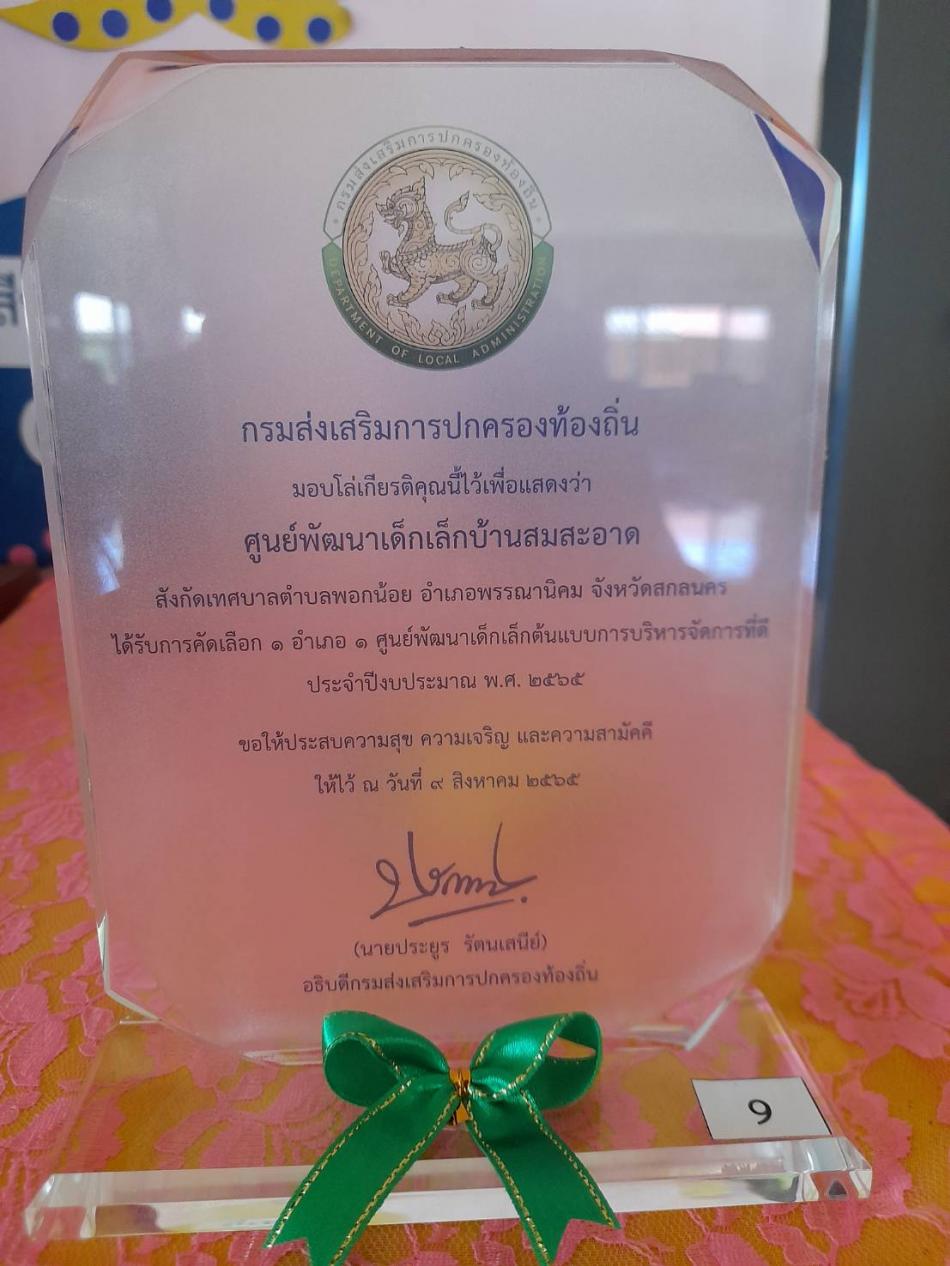 กรมส่งเสริมการปกครองท้องถิ่น
DEPARTMENT OF LOCAL ADMINISTRATION
กรมส่งเสริมการปกครองท้องถิ่น
มอบโล่เกียรติคุณนี้ไว้เพื่อแสดงว่า
ศูนย์พัฒนาเด็กเล็กบ้านสมสะอาด
สังกัดเทศบาลตำบลพอกน้อย อำเภอพรรณานิคม จังหวัดสกลนคร
ได้รับการคัดเลือก ๑ อำเภอ ๑ ศูนย์พัฒนาเด็กเล็กต้นแบบการบริหารจัดการที่ดี
ประจำปีงบประมาณ พ.ศ. ๒๕๖๕
ขอให้ประสบความสุข ความเจริญ และความสามัคคี
ให้ไว้ ณ วันที่ ๙ สิงหาคม ๒๕๖๕
(นายประยูร รัตนเสนีย์)
อธิบดีกรมส่งเสริมการปกครองท้องถิ่น
9